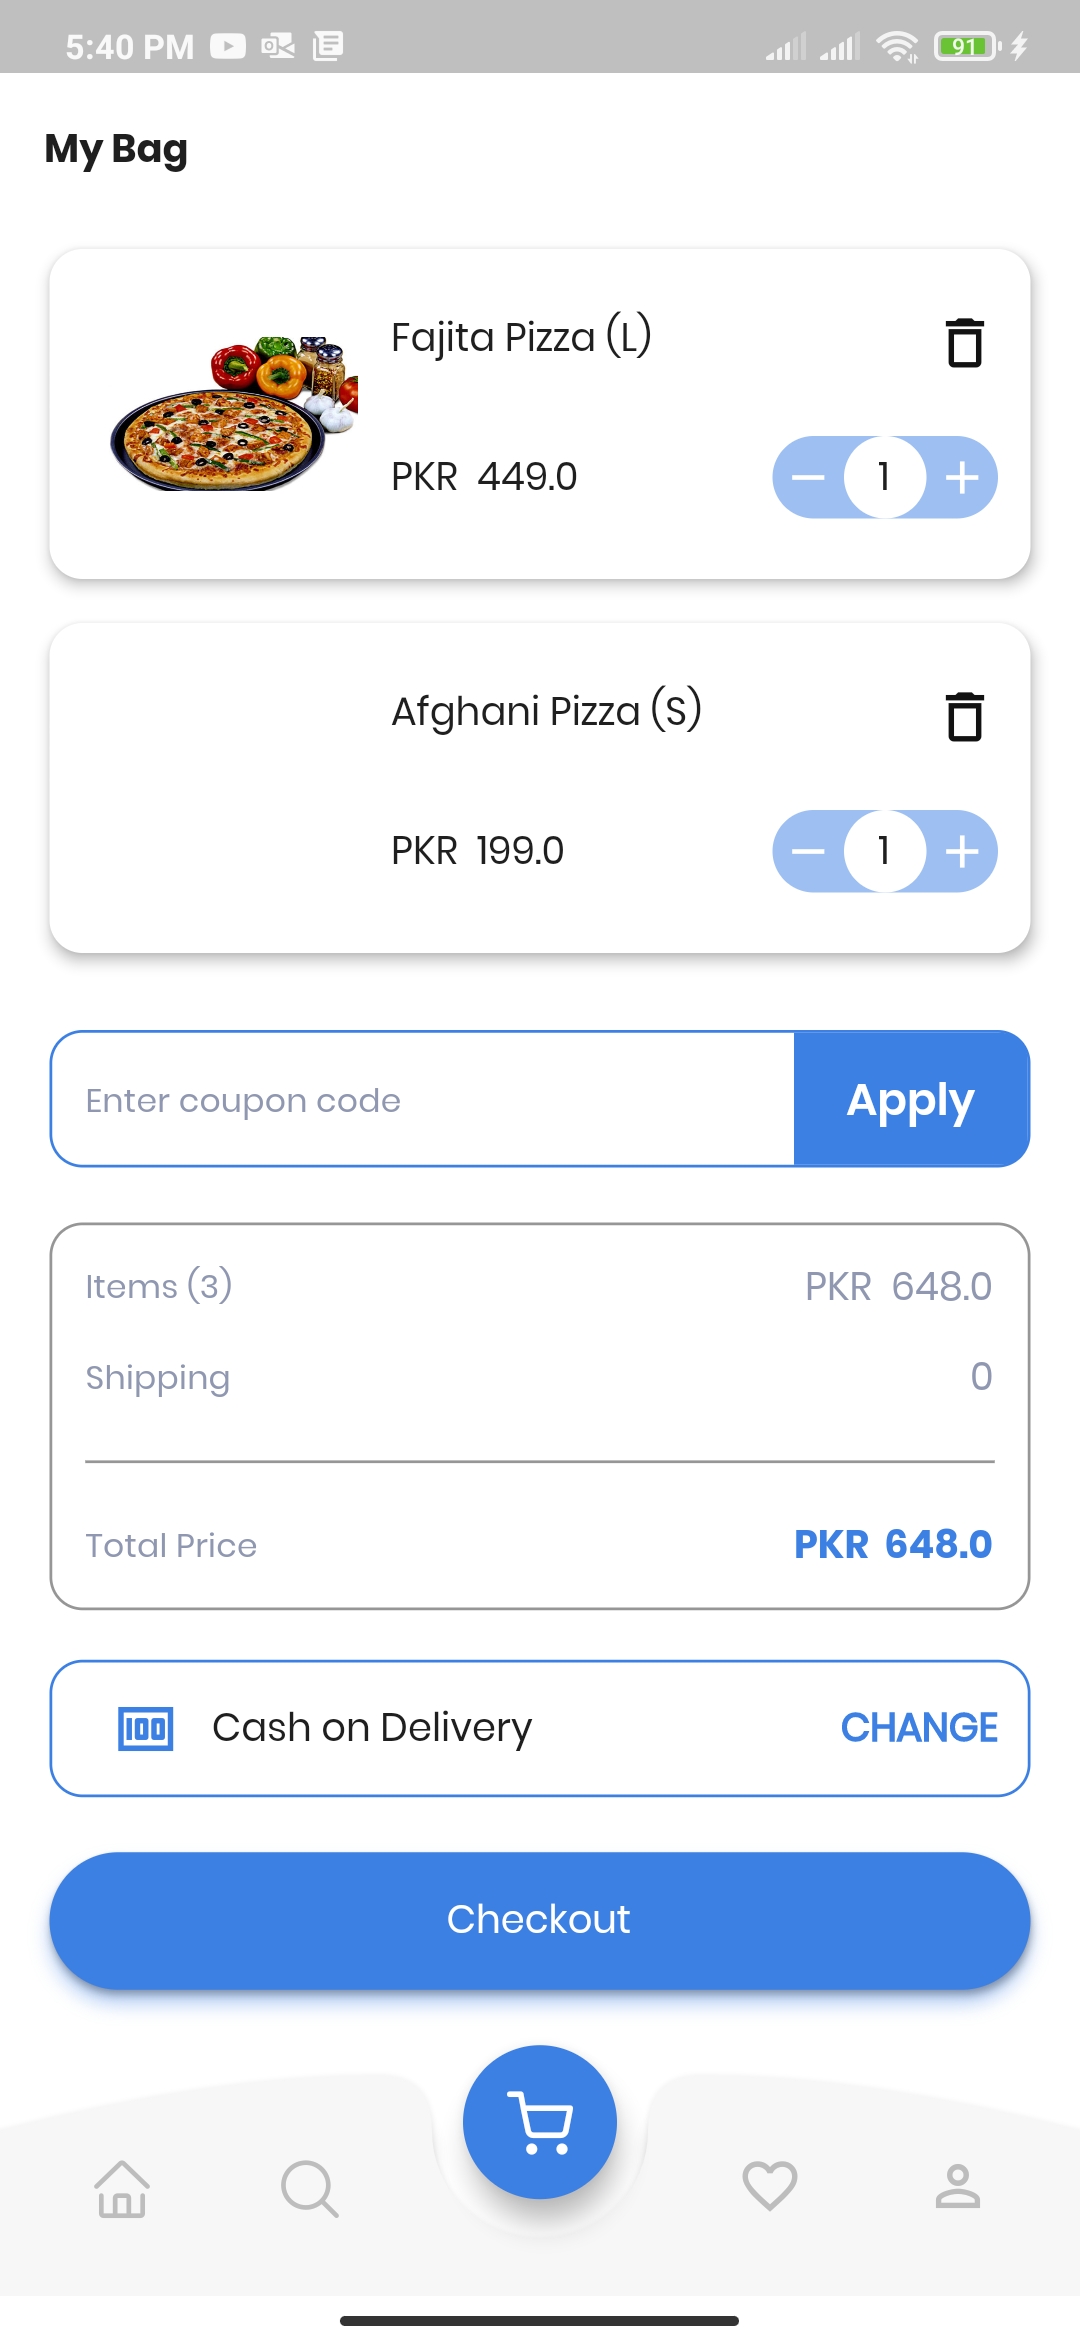 5:40 PM
91
My Bag
Fajita Pizza (L)
PKR 449.0
1
Afghani Pizza (S)
PKR 199.0
1
Enter coupon code
Apply
Items (3)
PKR 648.0
Shipping
0
Total Price
PKR 648.0
100
Cash on Delivery
CHANGE
Checkout